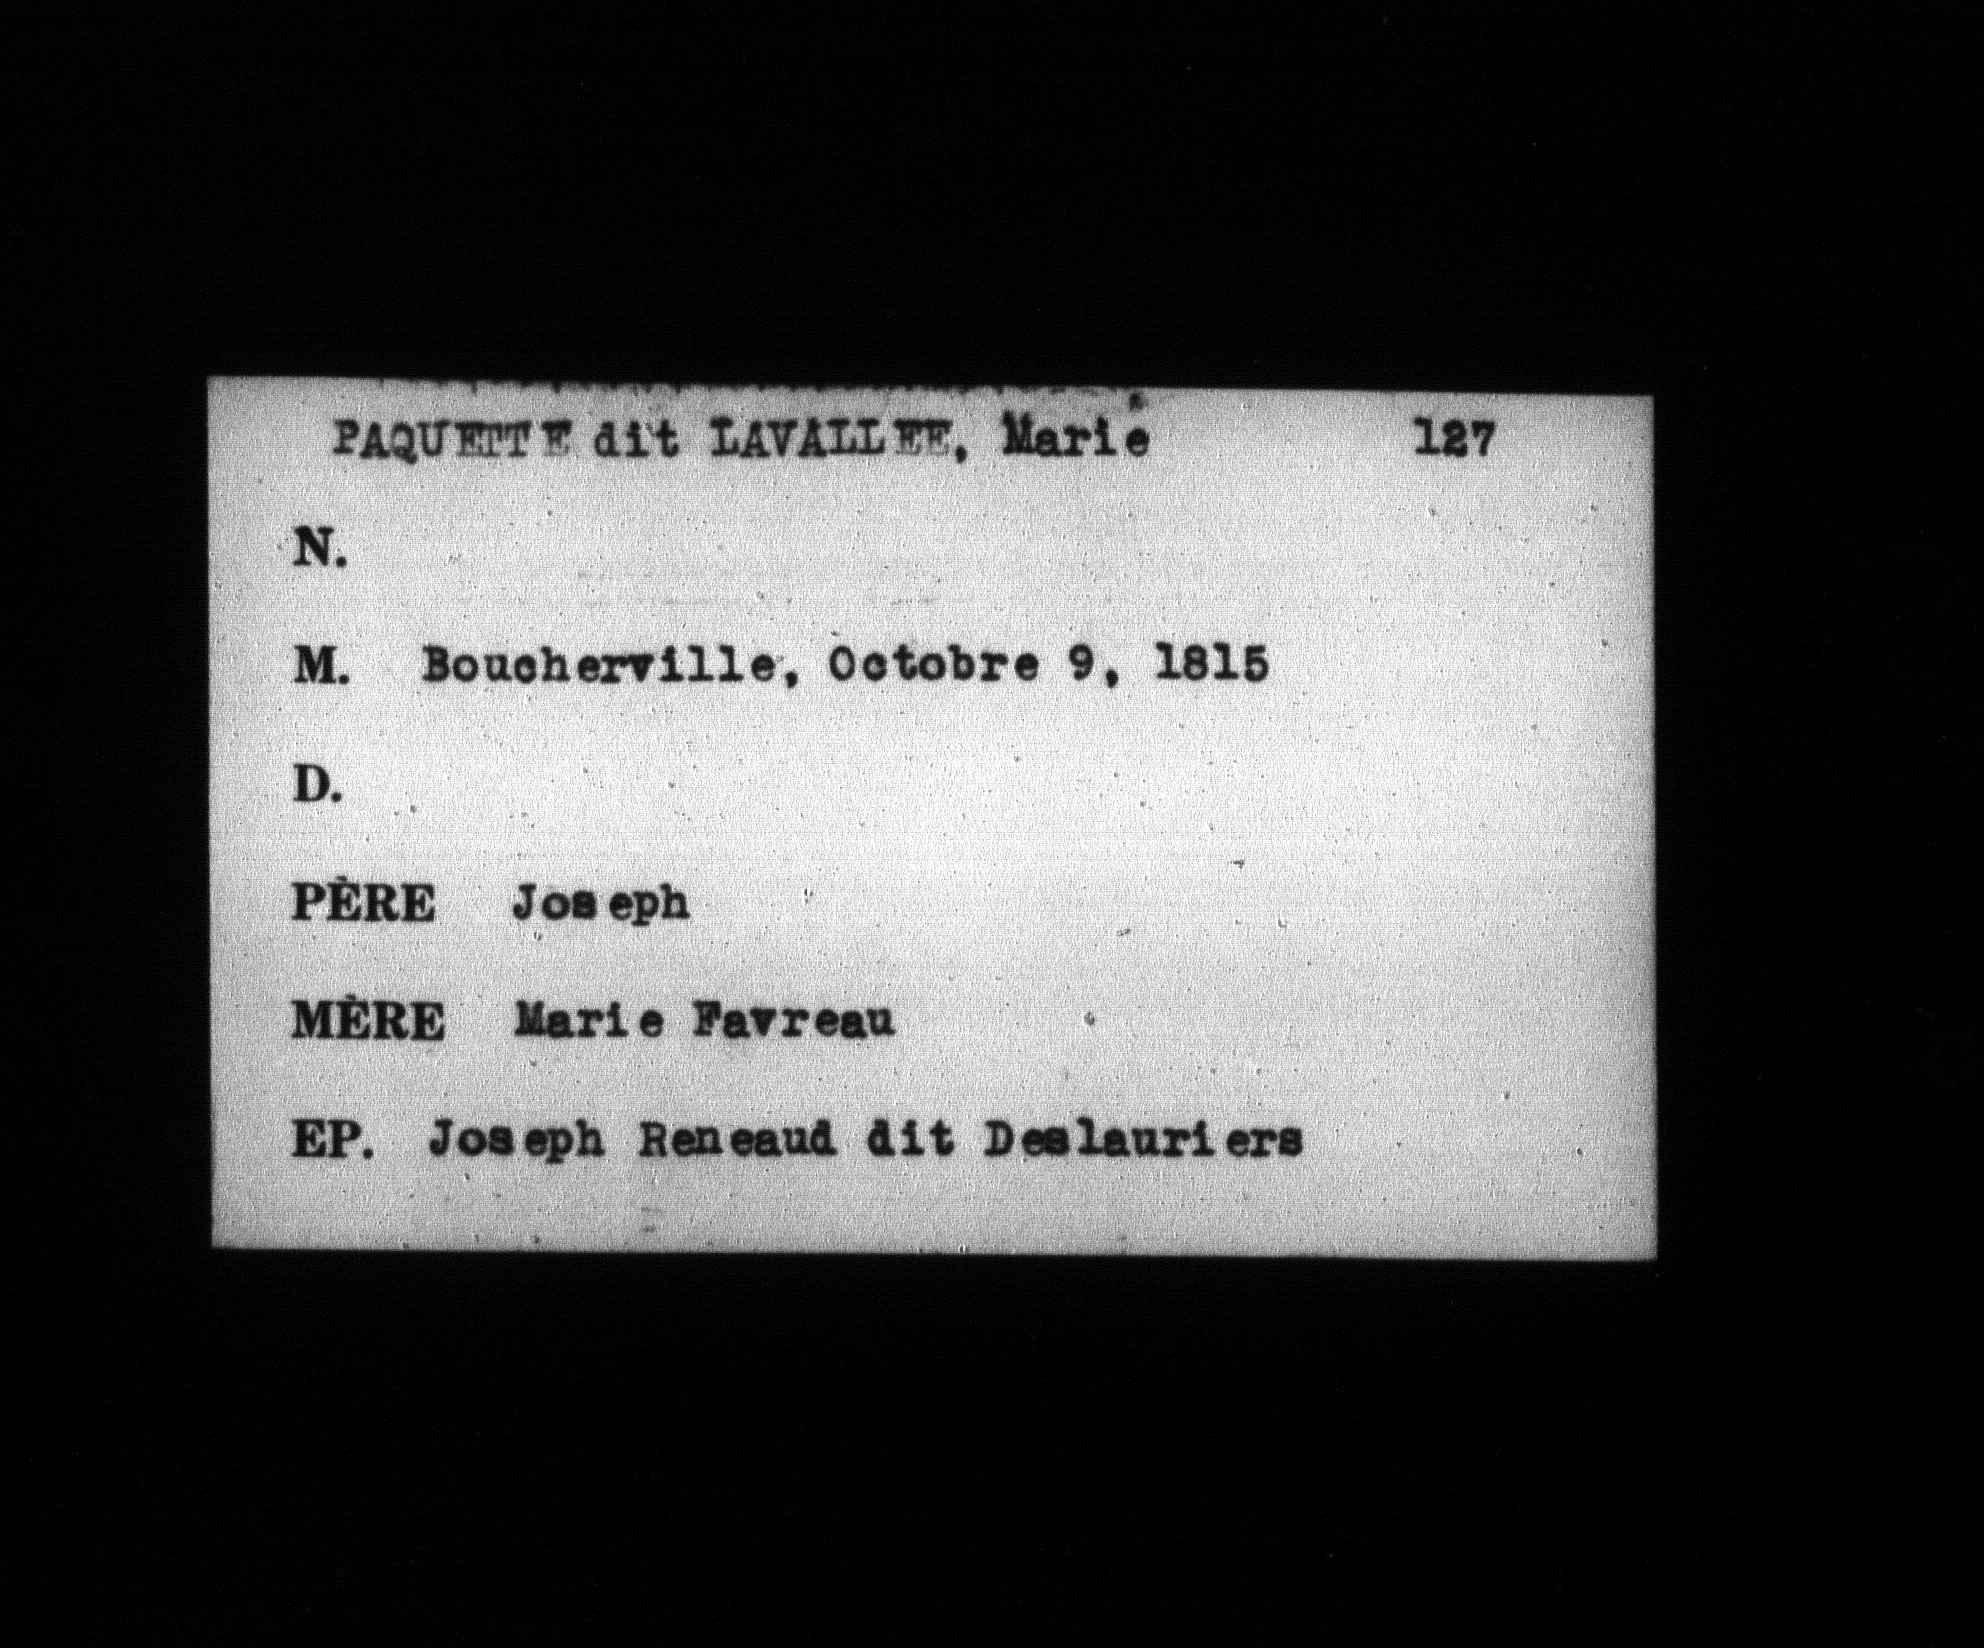 PAQUETTE dit LAVALLEE, Marie 127
N.
M. Boucherville, Octobre 9, 1815
D.
PÈRE Joseph
MÈRE Marie Favreau
EP. Joseph Reneaud dit Deslauriers